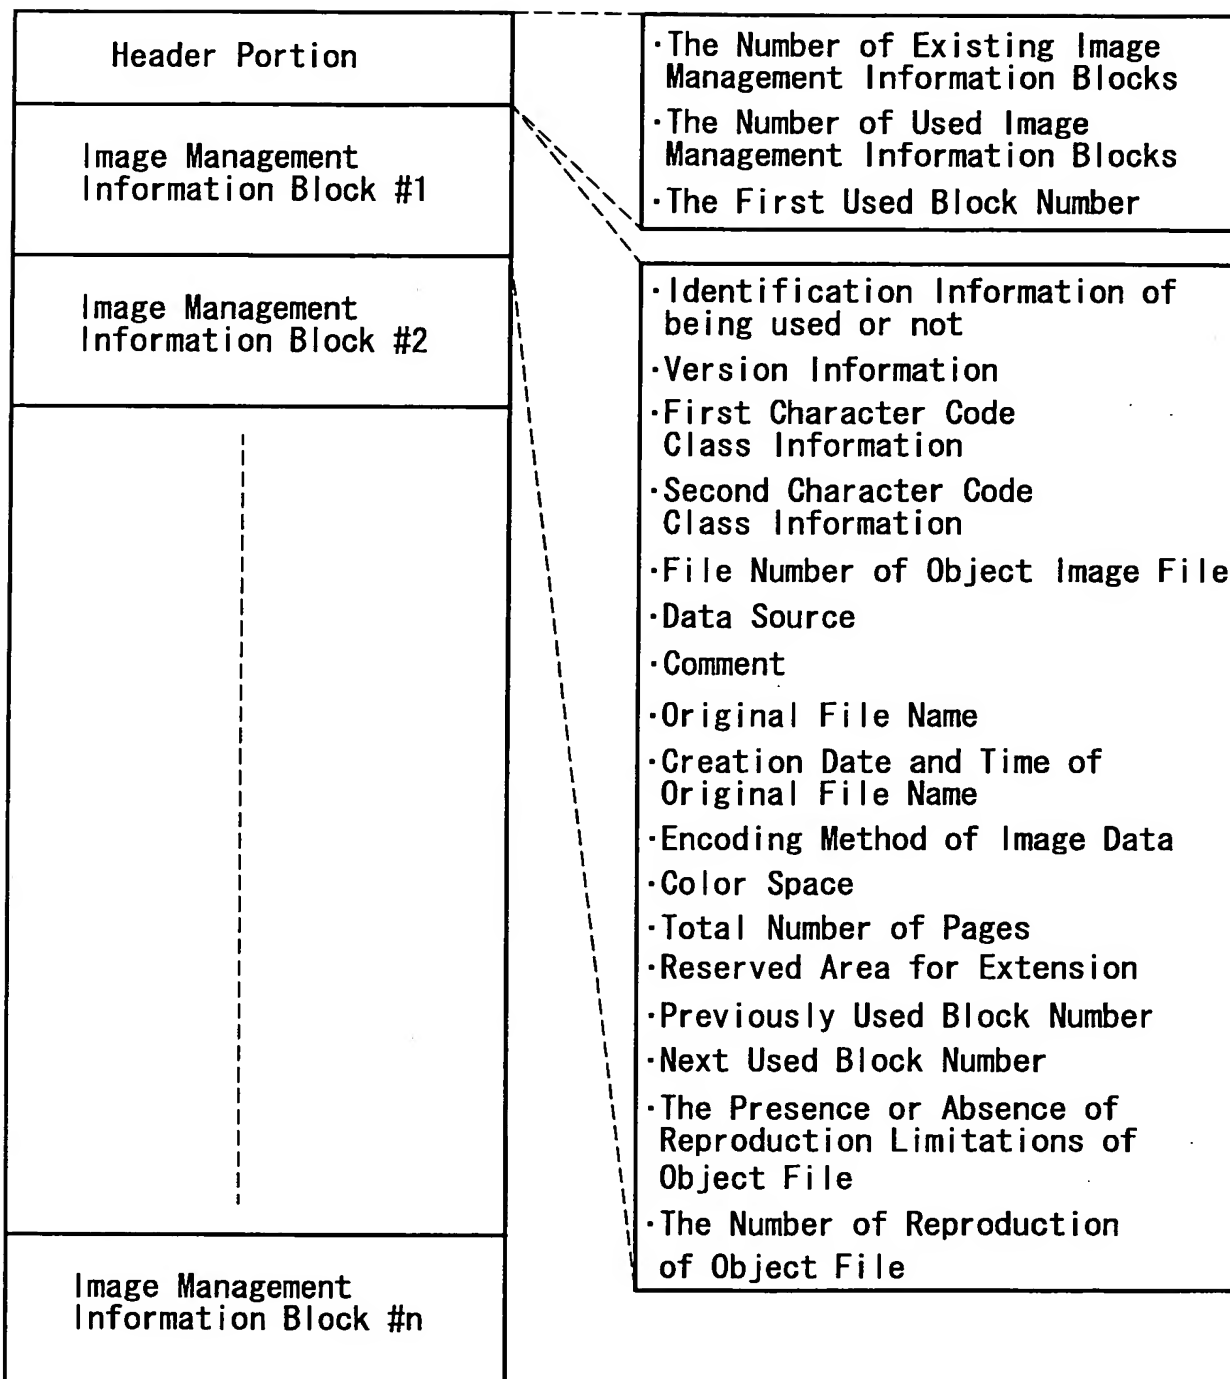 Header Portion
Image Management
Information Block #1
Image Management
Information Block #2
Image Management
Information Block #n
·The Number of Existing Image
Management Information Blocks
·The Number of Used Image
Management Information Blocks
·The First Used Block Number
·Identification Information of
being used or not
·Version Information
·First Character Code
Class Information
·Second Character Code
Class Information
·File Number of Object Image File
·Data Source
·Comment
·Original File Name
·Creation Date and Time of
Original File Name
·Encoding Method of Image Data
·Color Space
·Total Number of Pages
·Reserved Area for Extension
·Previously Used Block Number
·Next Used Block Number
·The Presence or Absence of
Reproduction Limitations of
Object File
·The Number of Reproduction
of Object File